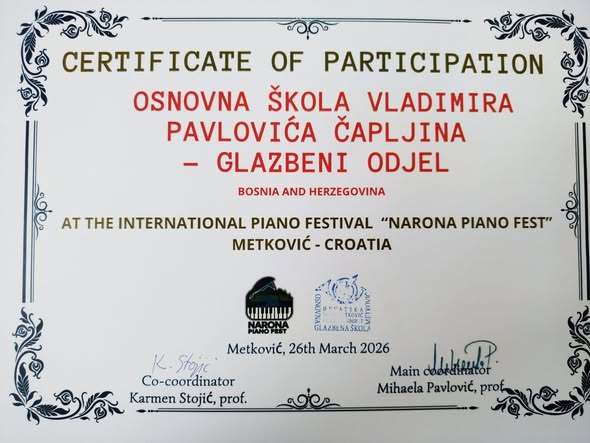 CERTIFICATE OF PARTICIPATION
OSNOVNA ŠKOLA VLADIMIRA
PAVLOVIĆA ČAPLJINA
– GLAZBENI ODJEL
BOSNIA AND HERZEGOVINA
AT THE INTERNATIONAL PIANO FESTIVAL “NARONA PIANO FEST”
METKOVIĆ - CROATIA
NARONA
PIANO FEST
OSNOVNA
HRVATSKA
GLAZBENA ŠKOLA
Metković, 26th March 2026
K. Stojić
Co-coordinator
Karmen Stojić, prof.
Main coordinator
Mihaela Pavlović, prof.